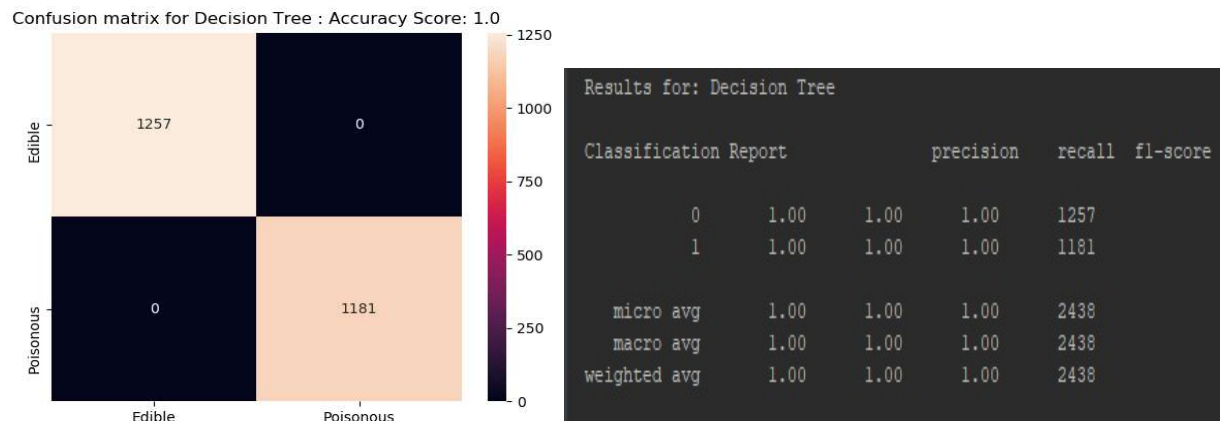 Confusion matrix for Decision Tree : Accuracy Score: 1.0
Edible
Poisonous
1257
0
0
1181
Edible
Poisonous
1250
1000
750
500
250
0
Results for: Decision Tree
Classification Report precision recall f1-score
0 1.00 1.00 1.00 1257
1 1.00 1.00 1.00 1181
micro avg 1.00 1.00 1.00 2438
macro avg 1.00 1.00 1.00 2438
weighted avg 1.00 1.00 1.00 2438